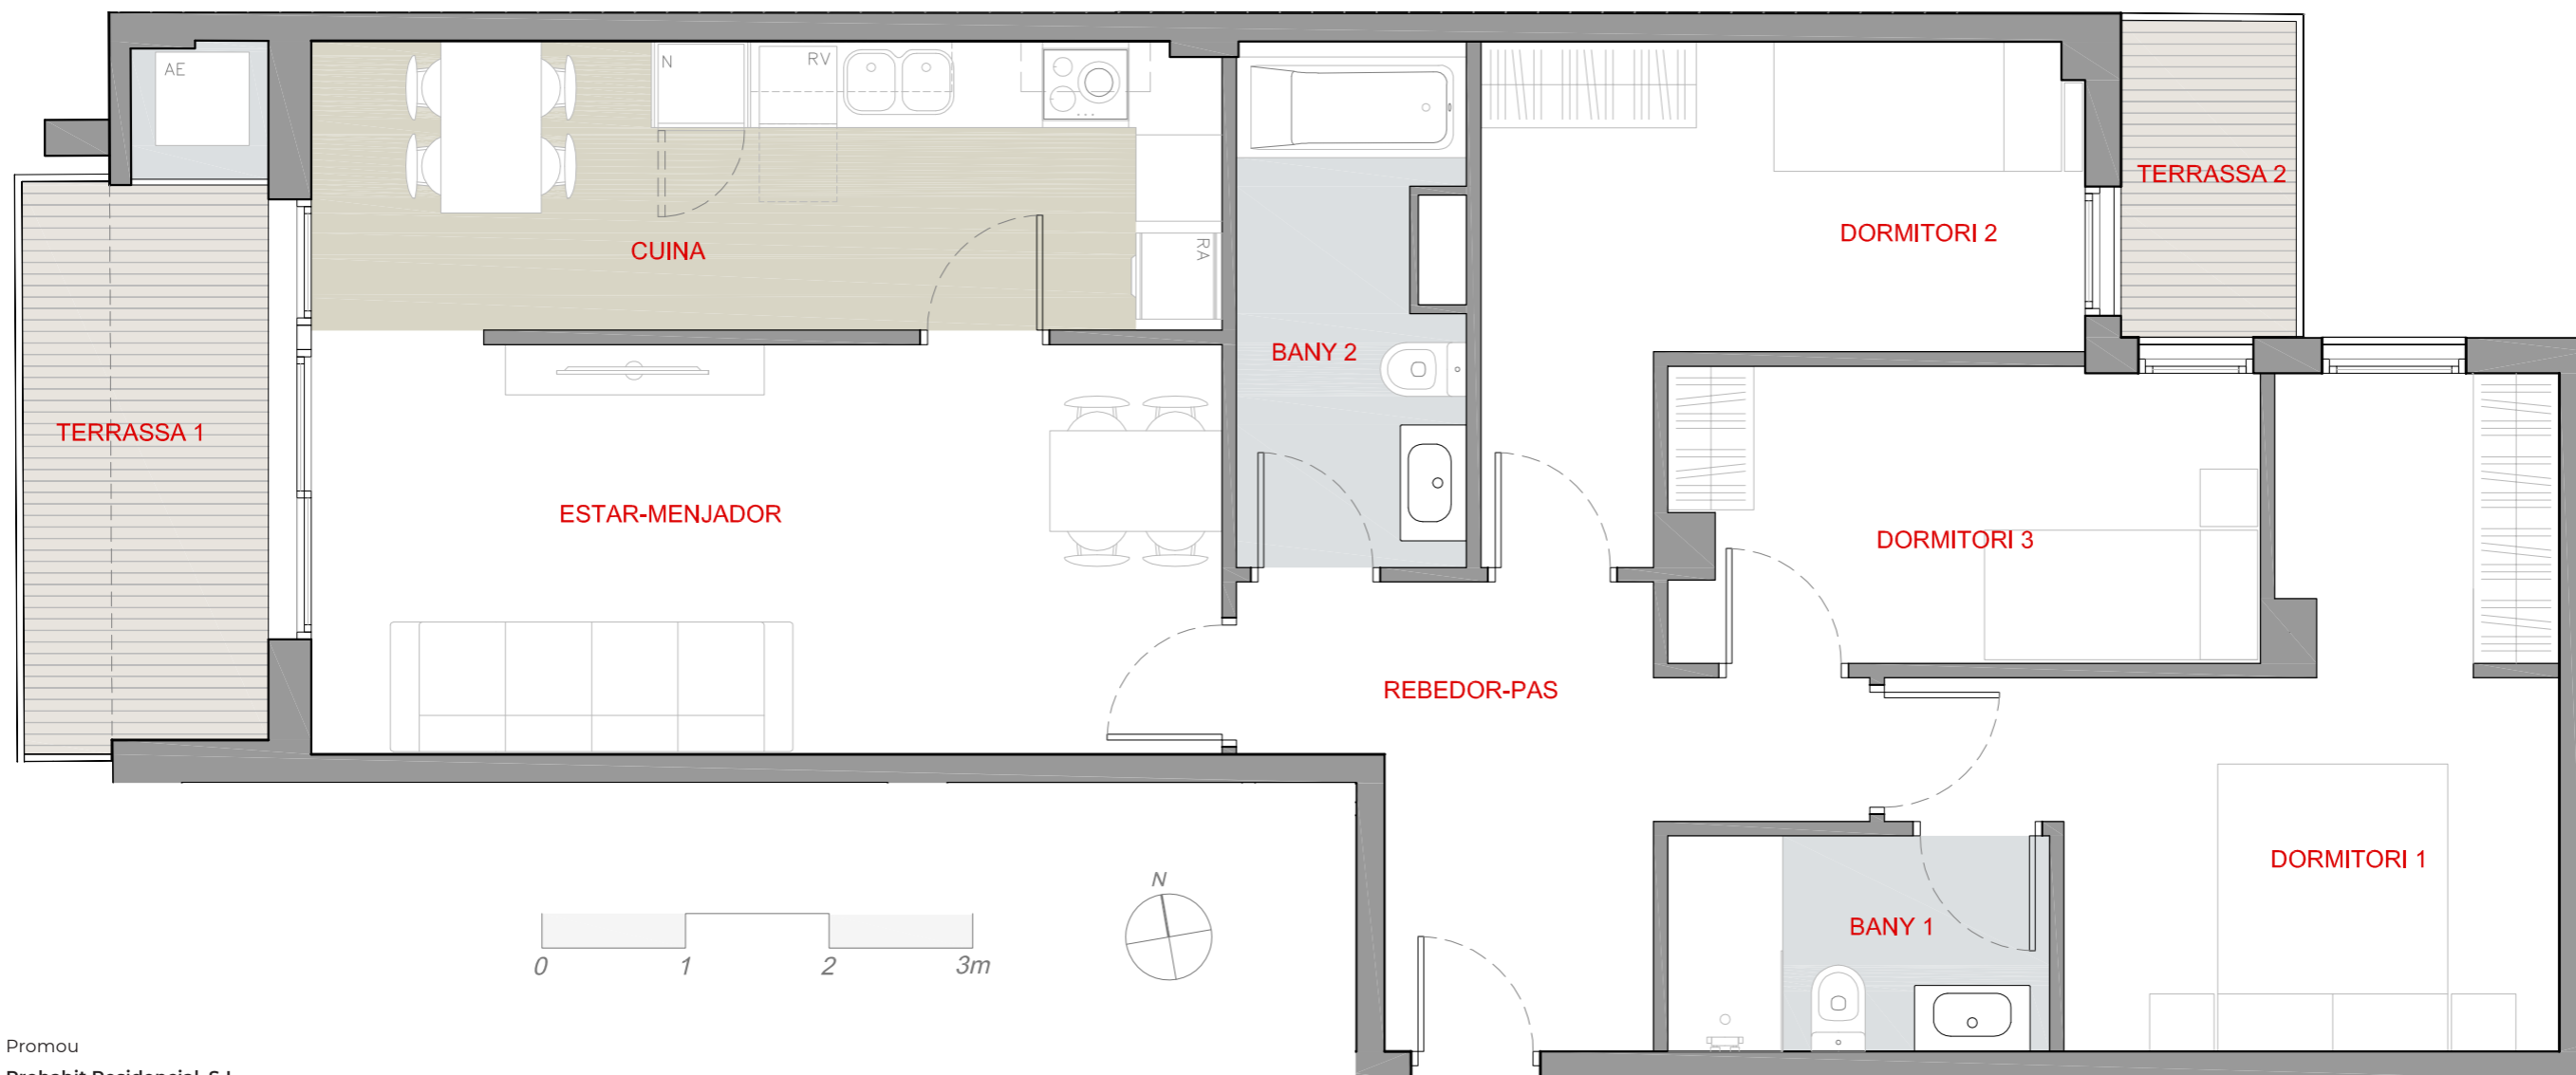 AE
N
RV
TERRASSA 2
DORMITORI 2
CUINA
RA
BANY 2
TERRASSA 1
ESTAR-MENJADOR
DORMITORI 3
REBEDOR-PAS
DORMITORI 1
N
BANY 1
0 1 2 3m
Promou